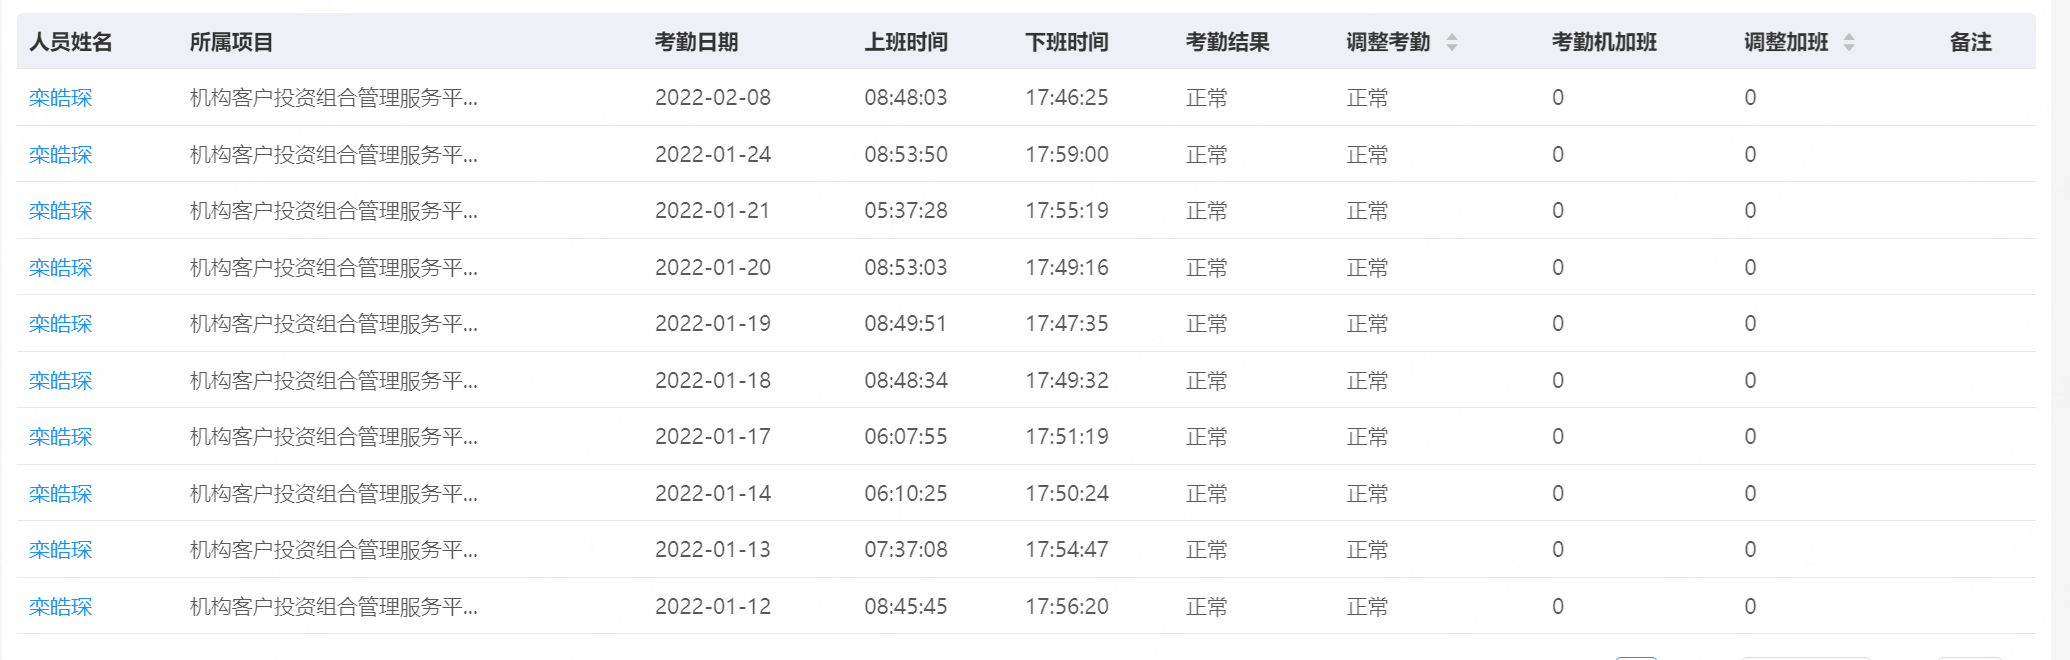 人员姓名 所属项目 考勤日期 上班时间 下班时间 考勤结果 调整考勤 考勤机加班 调整加班 备注
栾皓琛 机构客户投资组合管理服务平... 2022-02-08 08:48:03 17:46:25 正常 正常 0 0
栾皓琛 机构客户投资组合管理服务平... 2022-01-24 08:53:50 17:59:00 正常 正常 0 0
栾皓琛 机构客户投资组合管理服务平... 2022-01-21 05:37:28 17:55:19 正常 正常 0 0
栾皓琛 机构客户投资组合管理服务平... 2022-01-20 08:53:03 17:49:16 正常 正常 0 0
栾皓琛 机构客户投资组合管理服务平... 2022-01-19 08:49:51 17:47:35 正常 正常 0 0
栾皓琛 机构客户投资组合管理服务平... 2022-01-18 08:48:34 17:49:32 正常 正常 0 0
栾皓琛 机构客户投资组合管理服务平... 2022-01-17 06:07:55 17:51:19 正常 正常 0 0
栾皓琛 机构客户投资组合管理服务平... 2022-01-14 06:10:25 17:50:24 正常 正常 0 0
栾皓琛 机构客户投资组合管理服务平... 2022-01-13 07:37:08 17:54:47 正常 正常 0 0
栾皓琛 机构客户投资组合管理服务平... 2022-01-12 08:45:45 17:56:20 正常 正常 0 0